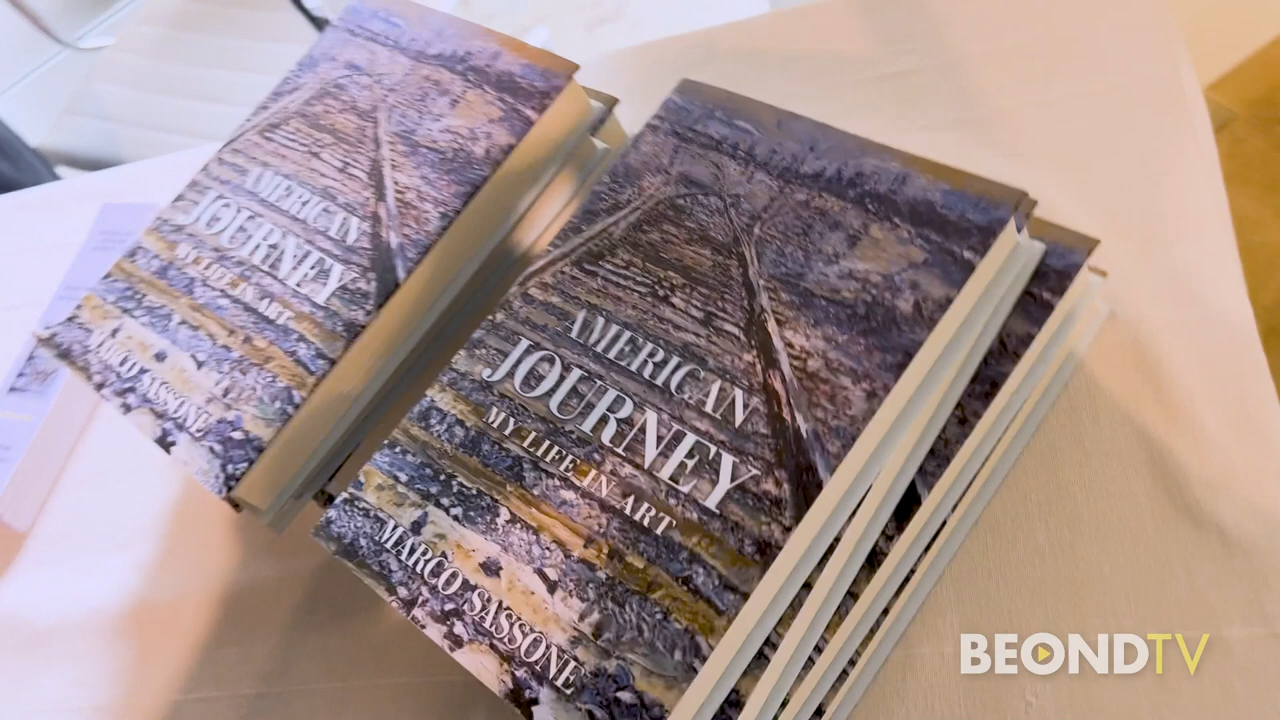 AMERICAN
JOURNEY
MY LIFE IN ART
MARCO SASSONE
AMERICAN
JOURNEY
MY LIFE IN ART
MARCO SASSONE
BEONDTV